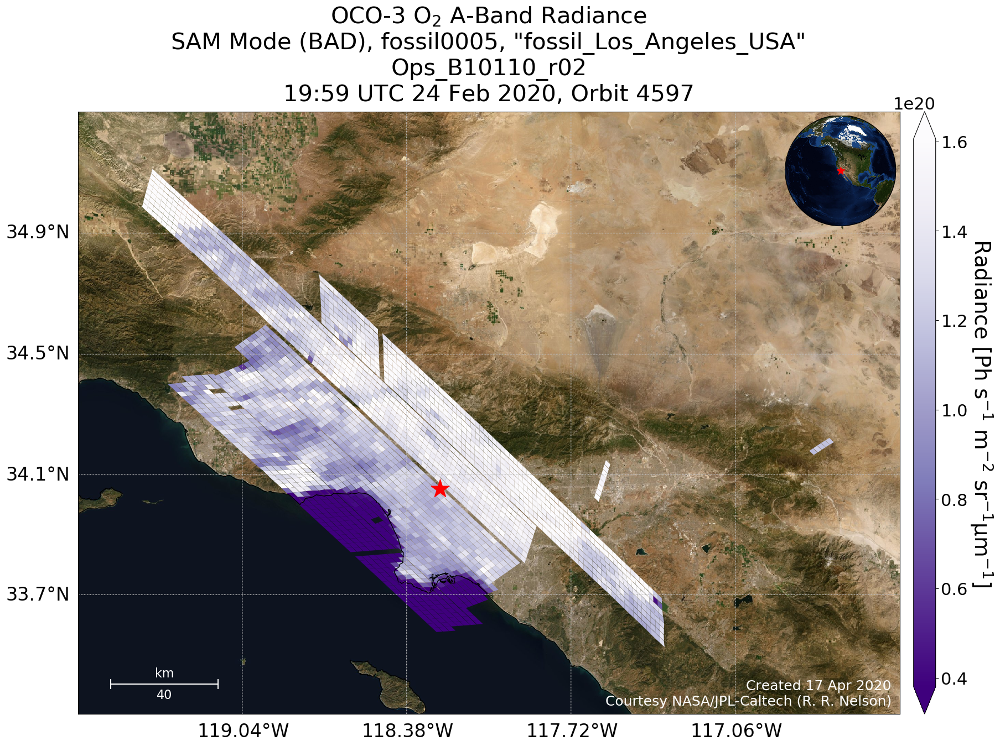 OCO-3 O₂ A-Band Radiance
SAM Mode (BAD), fossil0005, "fossil_Los_Angeles_USA"
Ops_B10110_r02
19:59 UTC 24 Feb 2020, Orbit 4597
1e20
1.6
1.4
1.2
1.0
0.8
0.6
0.4
Radiance [Ph s⁻¹ m⁻² sr⁻¹μm⁻¹]
34.9°N
34.5°N
34.1°N
33.7°N
km
40
Created 17 Apr 2020
Courtesy NASA/JPL-Caltech (R. R. Nelson)
119.04°W
118.38°W
117.72°W
117.06°W